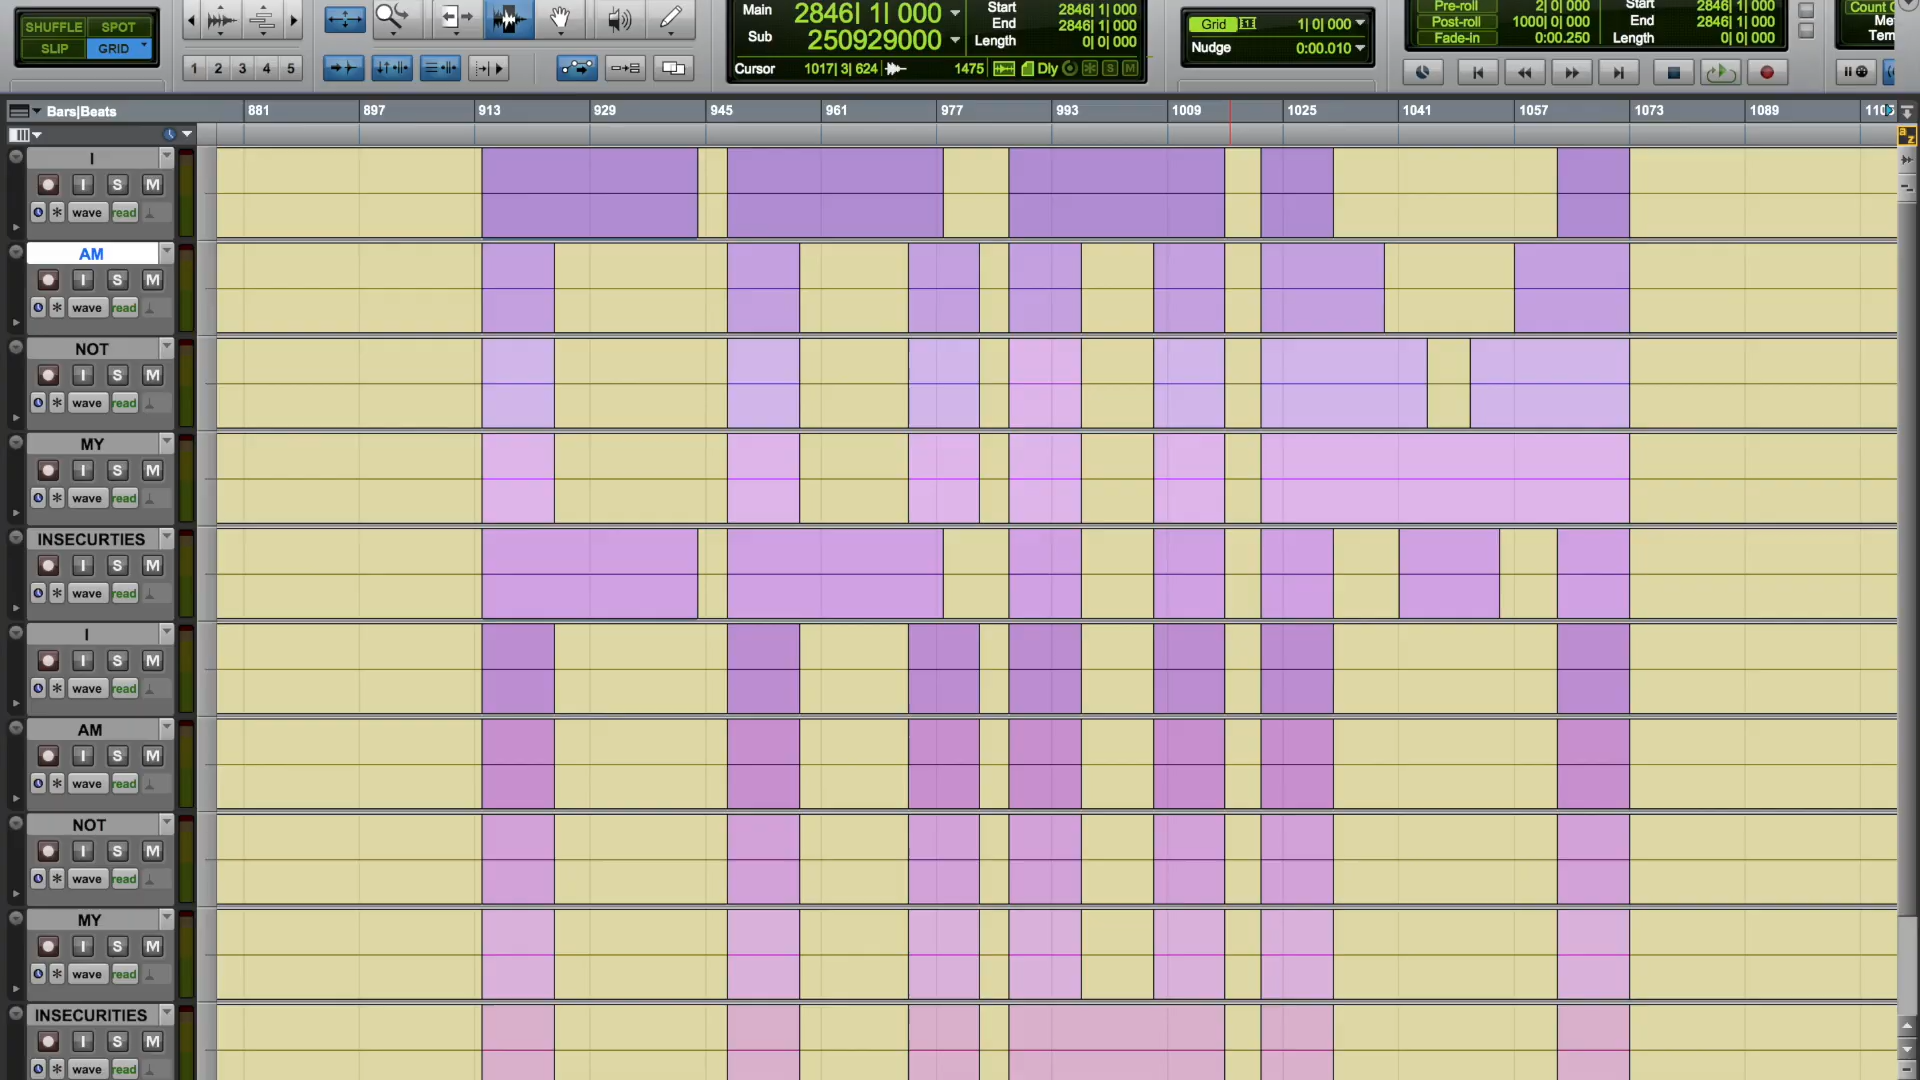 SHUFFLE SPOT
SLIP GRID
1 2 3 4 5
Main 2846| 1| 000
Sub 250929000
Start 2846| 1| 000
End 2846| 1| 000
Length 0| 0| 000
Cursor 1017| 3| 624 1475 Dly S M
Grid 1| 0| 000
Nudge 0:00.010
Pre-roll 2| 0| 000
Post-roll 1000| 0| 000
Fade-in 0:00.250
Start 2846| 1| 000
End 2846| 1| 000
Length 0| 0| 000
Count
Tem
Bars|Beats 881 897 913 929 945 961 977 993 1009 1025 1041 1057 1073 1089
a z
FROM
I
I S M
wave read
AM
I S M
wave read
NOT
I S M
wave read
MY
I S M
wave read
INSECURTIES
I S M
wave read
I
I S M
wave read
AM
I S M
wave read
NOT
I S M
wave read
MY
I S M
wave read
INSECURITIES
I S M
wave read